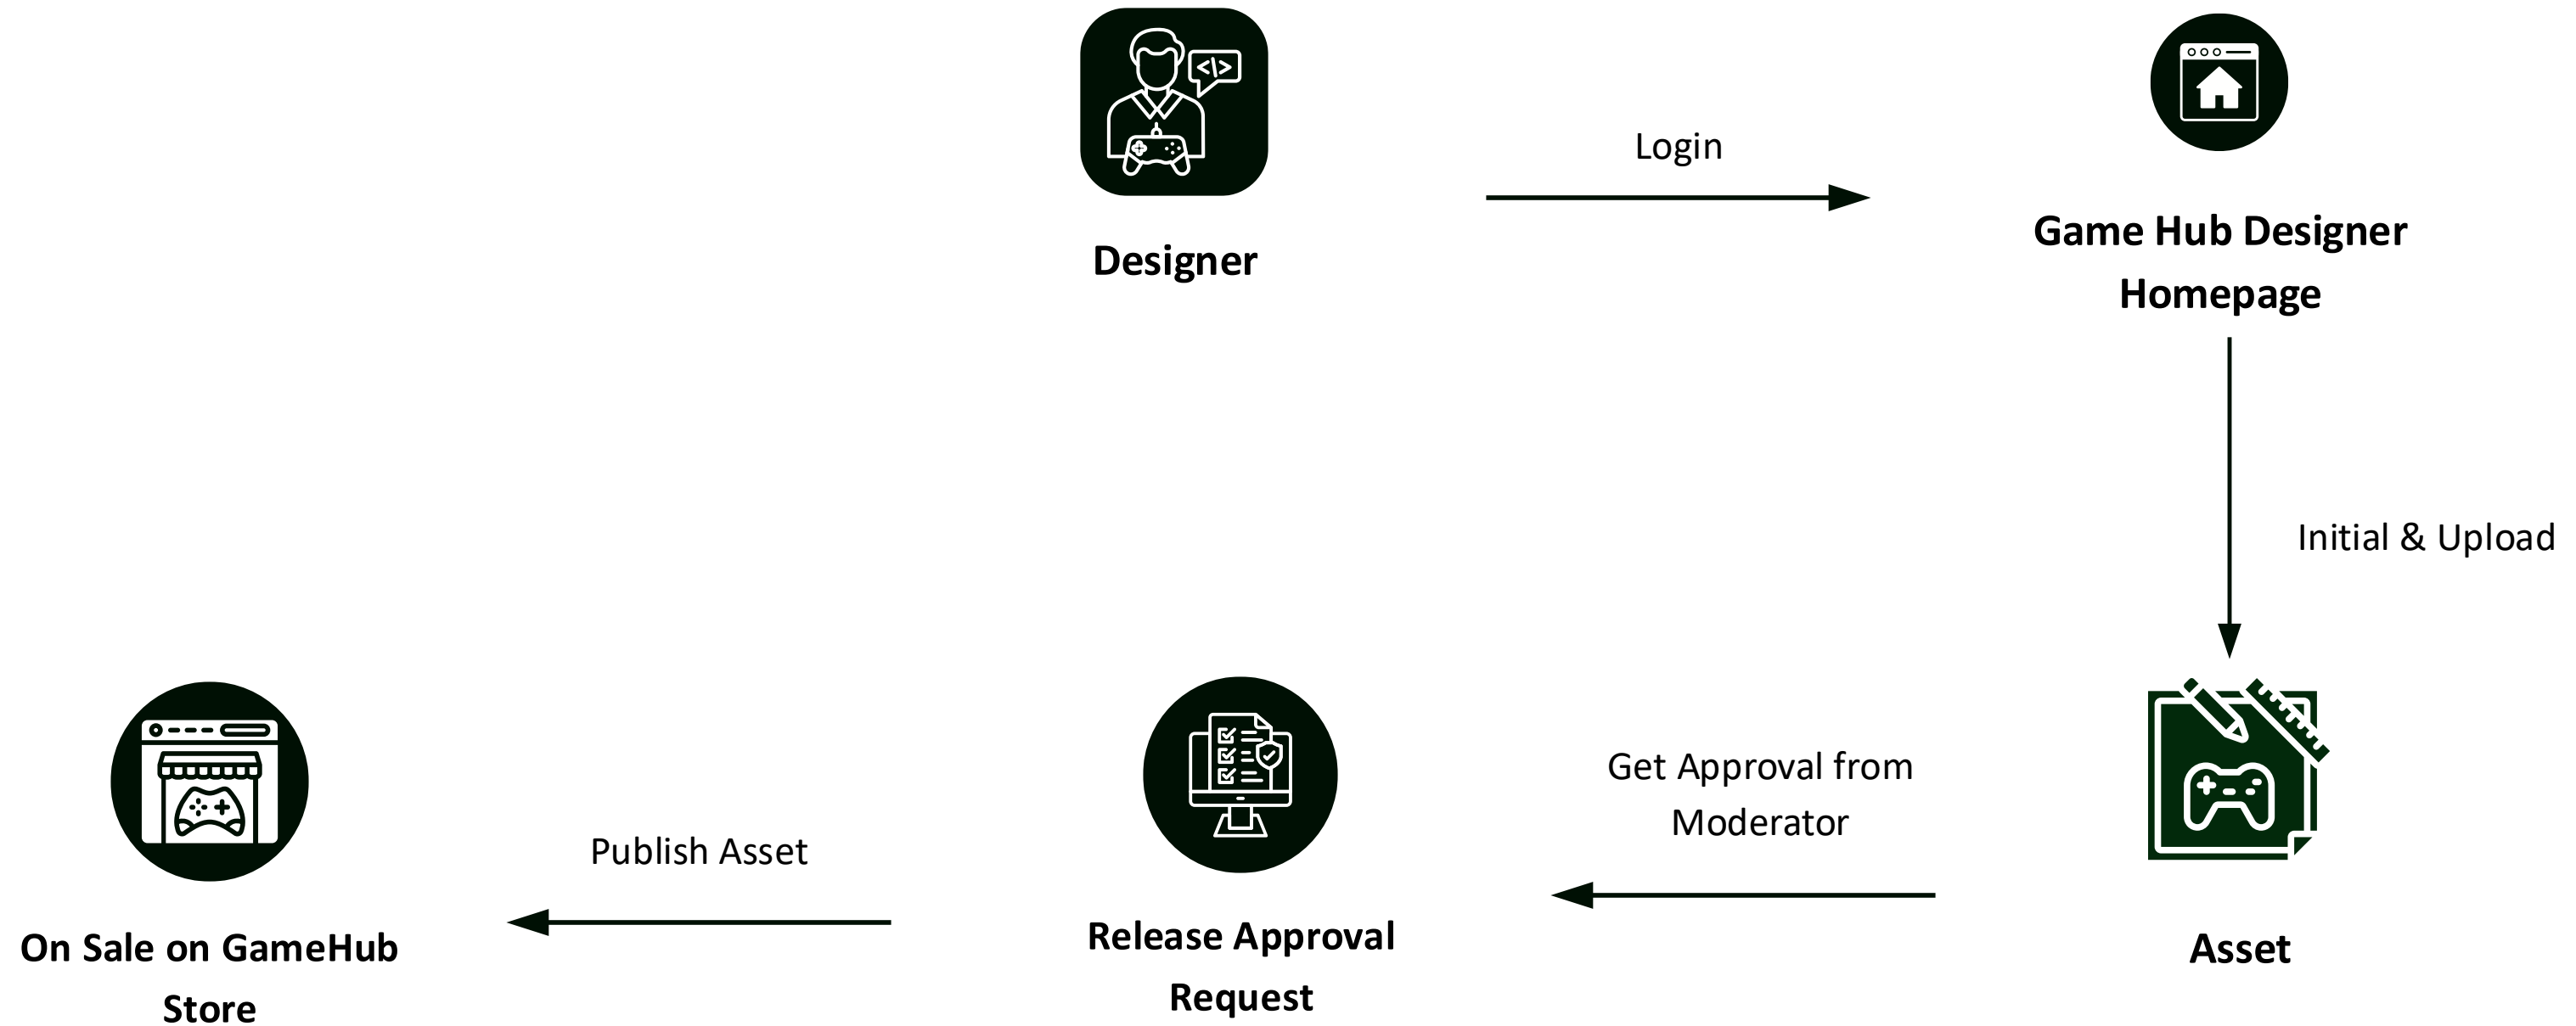 Designer
Login
Game Hub Designer
Homepage
Initial & Upload
Asset
Get Approval from
Moderator
Release Approval
Request
Publish Asset
On Sale on GameHub
Store